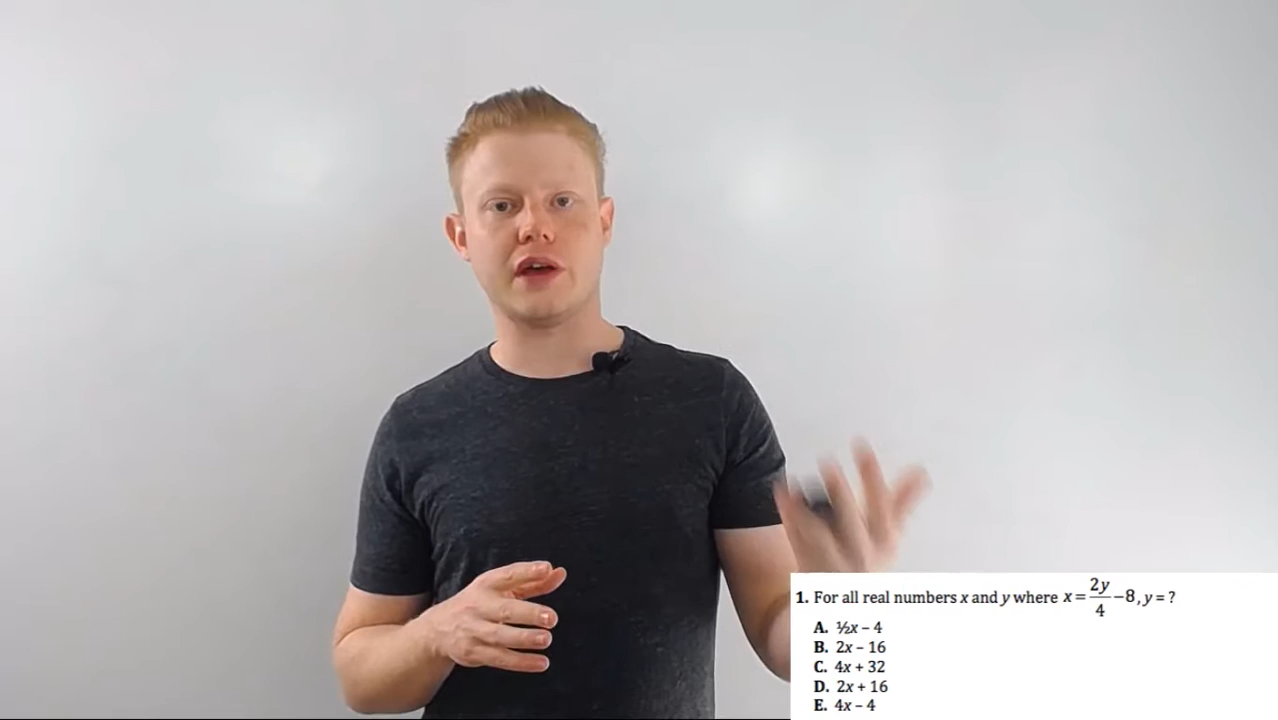 1. For all real numbers x and y where x = 2y/4 − 8, y = ?
A. ½x – 4
B. 2x – 16
C. 4x + 32
D. 2x + 16
E. 4x – 4